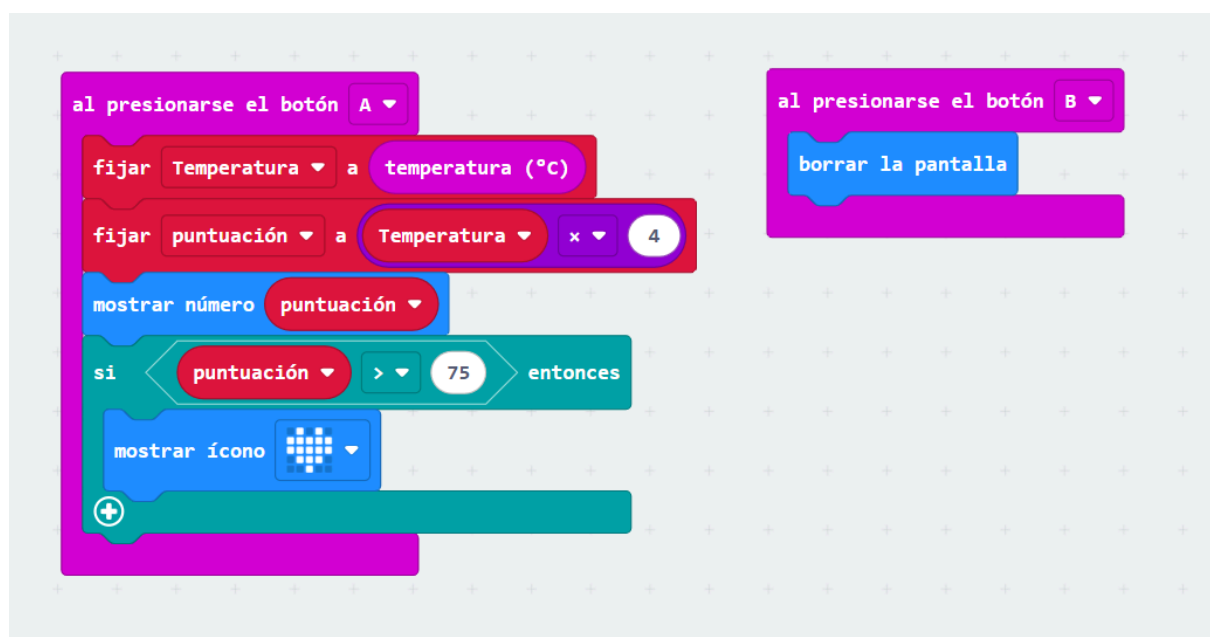 al presionarse el botón A
fijar Temperatura a temperatura (°C)
fijar puntuación a Temperatura × 4
mostrar número puntuación
si puntuación > 75 entonces
mostrar ícono
al presionarse el botón B
borrar la pantalla